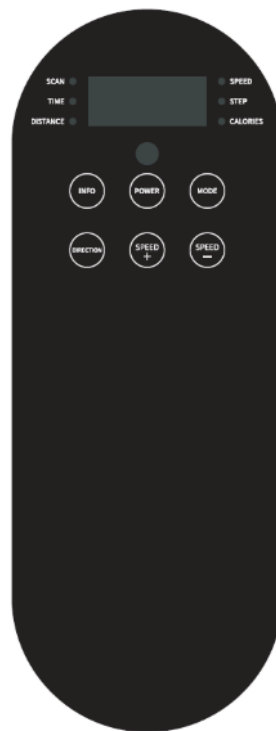 SCAN SPEED
TIME STEP
DISTANCE CALORIES
INFO POWER MODE
DIRECTION SPEED + SPEED −